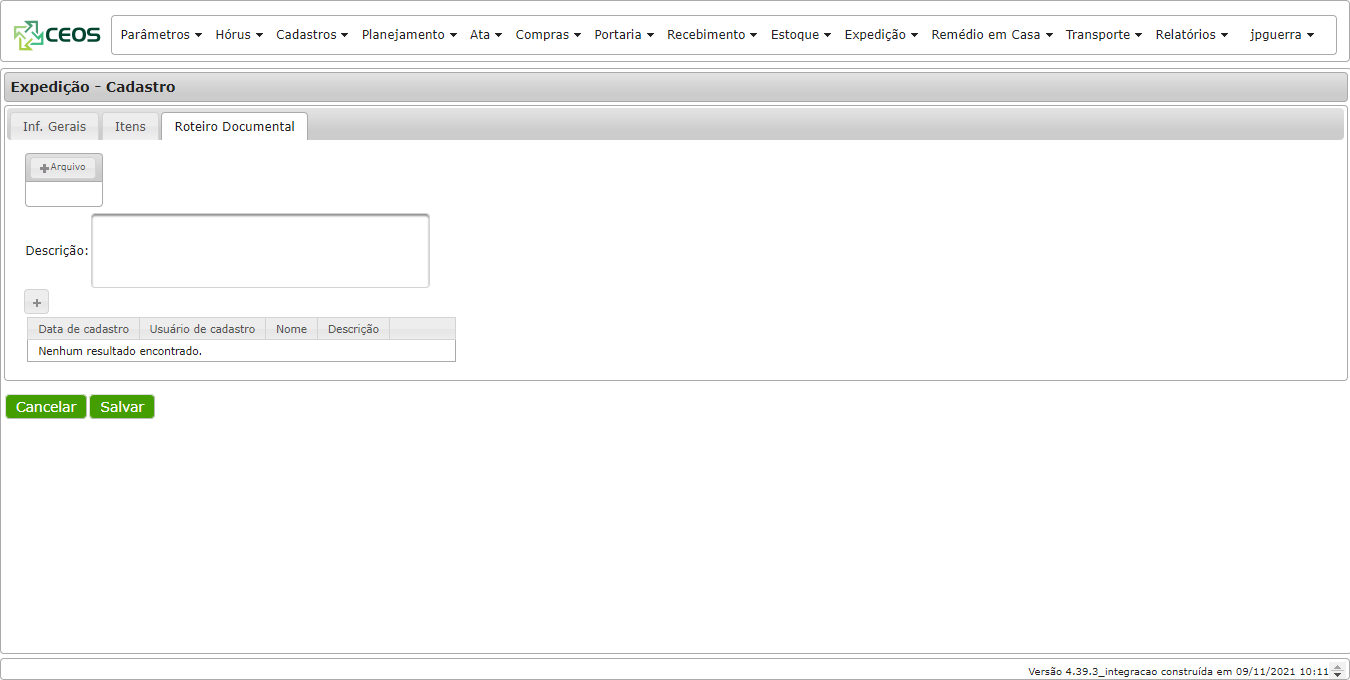 CEOS Parâmetros Hórus Cadastros Planejamento Ata Compras Portaria Recebimento Estoque Expedição Remédio em Casa Transporte Relatórios jpguerra
Expedição - Cadastro
Inf. Gerais Itens Roteiro Documental
+Arquivo
Descrição:
+
Data de cadastro Usuário de cadastro Nome Descrição
Nenhum resultado encontrado.
Cancelar Salvar
Versão 4.39.3_integracao construída em 09/11/2021 10:11